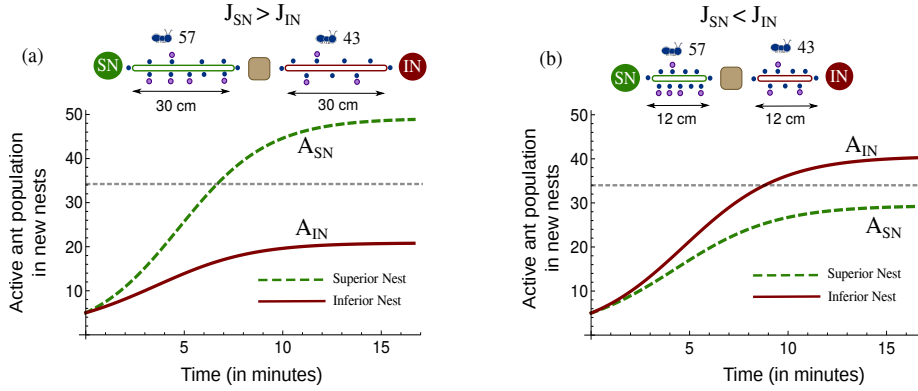 J_SN > J_IN
(a)
57
43
SN
IN
30 cm
30 cm
50
40
30
20
10
A_SN
A_IN
Superior Nest
Inferior Nest
5
10
15
Active ant population
in new nests
Time (in minutes)
J_SN < J_IN
(b)
57
43
SN
IN
12 cm
12 cm
50
40
30
20
10
A_IN
A_SN
Superior Nest
Inferior Nest
5
10
15
Active ant population
in new nests
Time (in minutes)